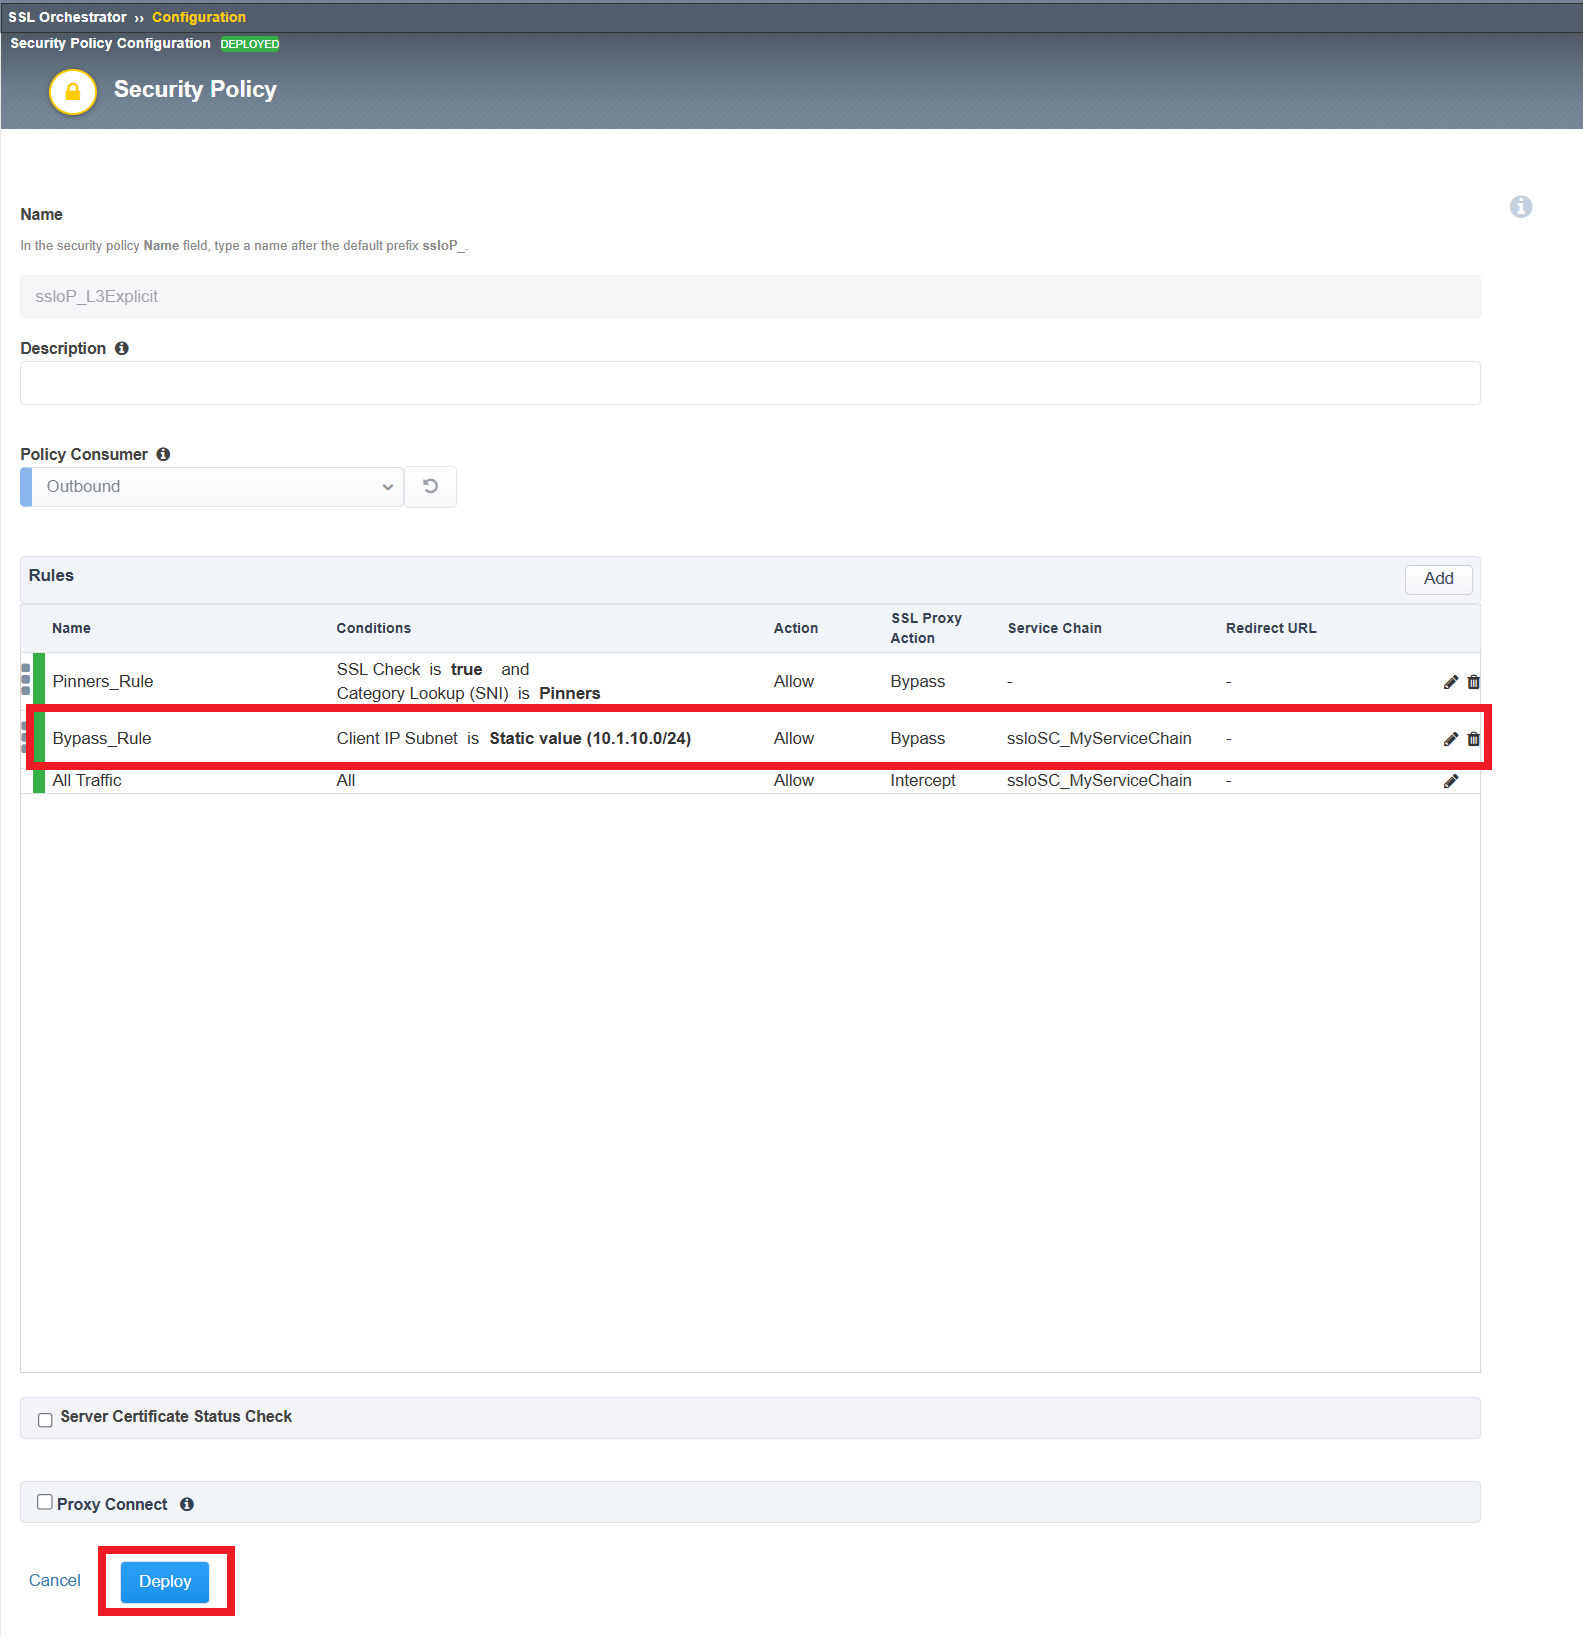 SSL Orchestrator ›› Configuration
Security Policy Configuration DEPLOYED
Security Policy
Name
In the security policy Name field, type a name after the default prefix ssloP_.
ssloP_L3Explicit
Description
Policy Consumer
Outbound
Rules
Add
Name Conditions Action SSL Proxy Action Service Chain Redirect URL
Pinners_Rule SSL Check is true and Category Lookup (SNI) is Pinners Allow Bypass - -
Bypass_Rule Client IP Subnet is Static value (10.1.10.0/24) Allow Bypass ssloSC_MyServiceChain -
All Traffic All Allow Intercept ssloSC_MyServiceChain -
Server Certificate Status Check
Proxy Connect
Cancel Deploy